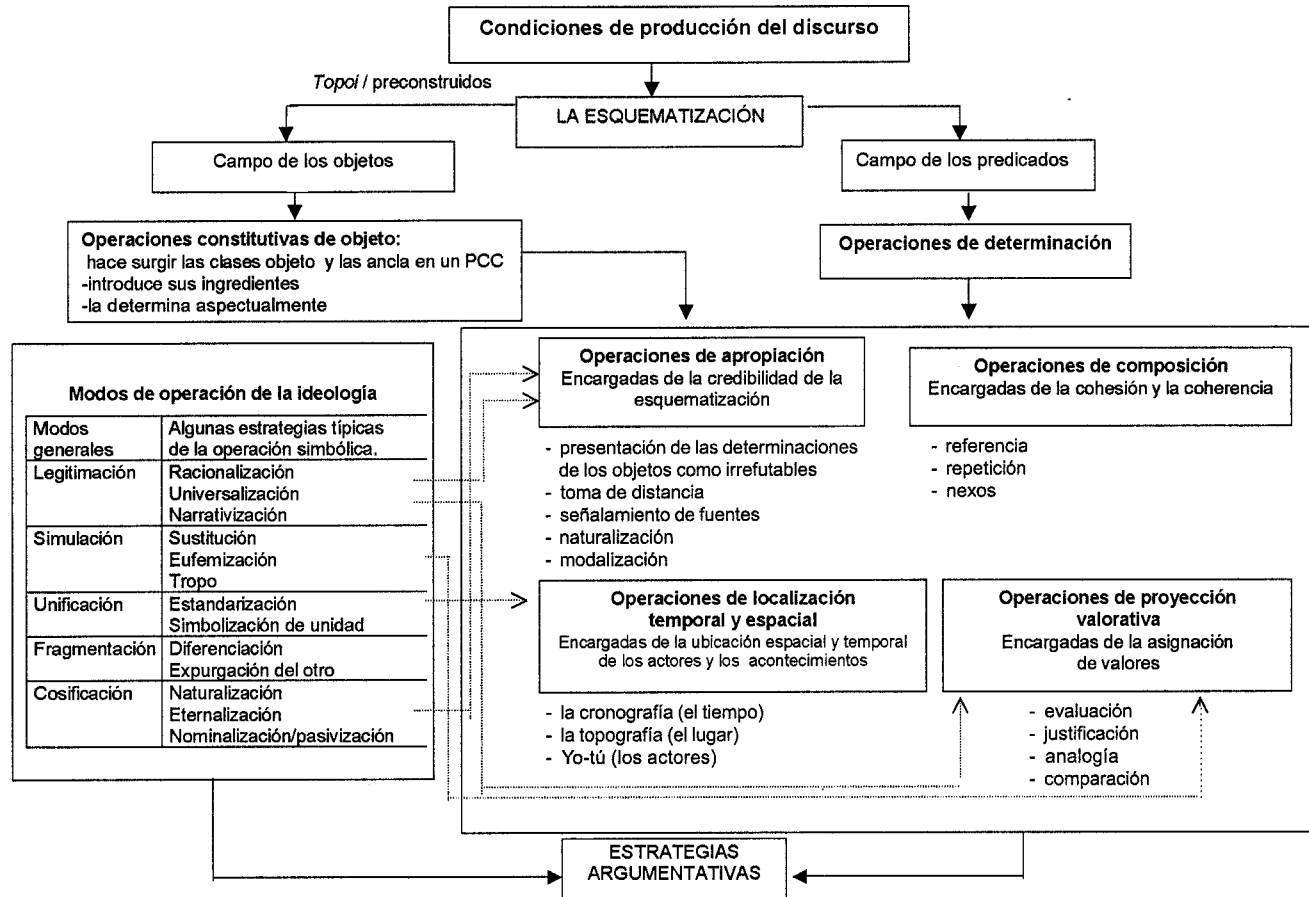 Condiciones de producción del discurso
Topoi / preconstruidos
LA ESQUEMATIZACIÓN
Campo de los objetos
Campo de los predicados
Operaciones constitutivas de objeto:
hace surgir las clases objeto y las ancla en un PCC
-introduce sus ingredientes
-la determina aspectualmente
Operaciones de determinación
Modos de operación de la ideología
Modos generales
Algunas estrategias típicas
de la operación simbólica.
Legitimación
Racionalización
Universalización
Narrativización
Simulación
Sustitución
Eufemización
Tropo
Unificación
Estandarización
Simbolización de unidad
Fragmentación
Diferenciación
Expurgación del otro
Cosificación
Naturalización
Eternalización
Nominalización/pasivización
Operaciones de apropiación
Encargadas de la credibilidad de la
esquematización
- presentación de las determinaciones
de los objetos como irrefutables
- toma de distancia
- señalamiento de fuentes
- naturalización
- modalización
Operaciones de composición
Encargadas de la cohesión y la coherencia
- referencia
- repetición
- nexos
Operaciones de localización
temporal y espacial
Encargadas de la ubicación espacial y temporal
de los actores y los acontecimientos
- la cronografía (el tiempo)
- la topografía (el lugar)
- Yo-tú (los actores)
Operaciones de proyección
valorativa
Encargadas de la asignación
de valores
- evaluación
- justificación
- analogía
- comparación
ESTRATEGIAS
ARGUMENTATIVAS